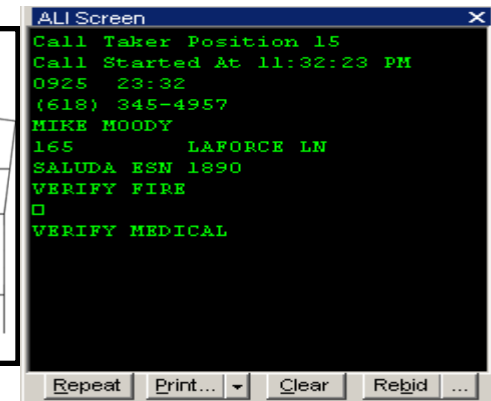 ALI Screen
Call Taker Position 15
Call Started At 11:32:23 PM
0925 23:32
(618) 345-4957
MIKE MOODY
165 LAFORCE LN
SALUDA ESN 1890
VERIFY FIRE
VERIFY MEDICAL
Repeat Print... Clear Rebid ...